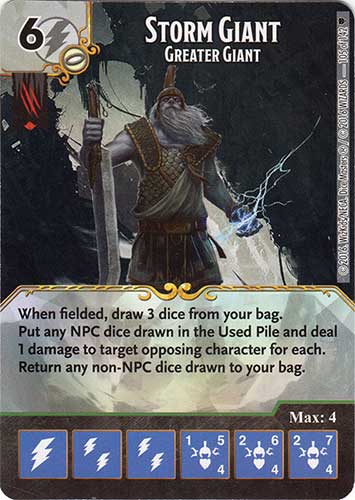 6
STORM GIANT
GREATER GIANT
When fielded, draw 3 dice from your bag.
Put any NPC dice drawn in the Used Pile and deal
1 damage to target opposing character for each.
Return any non-NPC dice drawn to your bag.
Max: 4
1 5 4
2 6 4
2 7 4